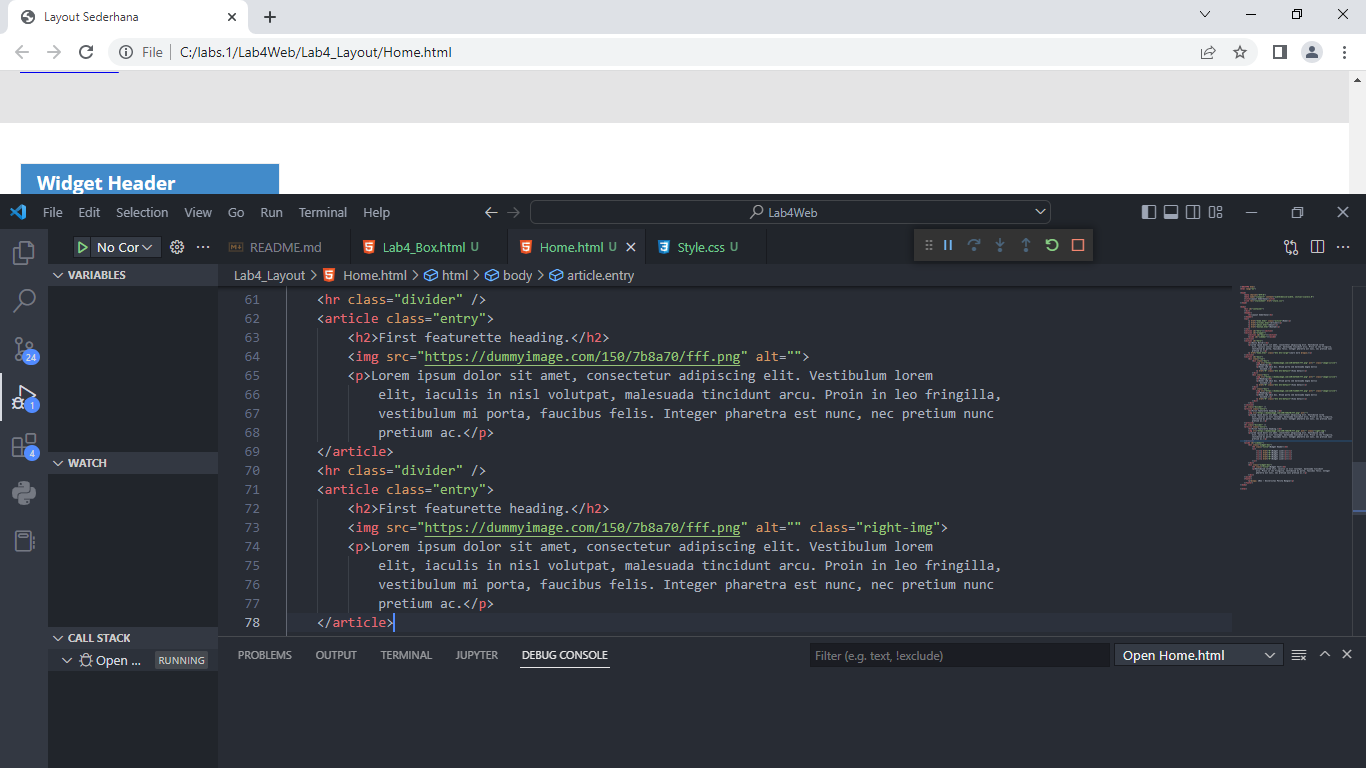 Layout Sederhana
File C:/labs.1/Lab4Web/Lab4_Layout/Home.html
Widget Header
File Edit Selection View Go Run Terminal Help Lab4Web
No Cor README.md Lab4_Box.html U Home.html U Style.css U
VARIABLES
Lab4_Layout > Home.html > html > body > article.entry
61 <hr class="divider" />
62 <article class="entry">
63 <h2>First featurette heading.</h2>
64 <img src="https://dummyimage.com/150/7b8a70/fff.png" alt="">
65 <p>Lorem ipsum dolor sit amet, consectetur adipiscing elit. Vestibulum lorem
66 elit, iaculis in nisl volutpat, malesuada tincidunt arcu. Proin in leo fringilla,
67 vestibulum mi porta, faucibus felis. Integer pharetra est nunc, nec pretium nunc
68 pretium ac.</p>
69 </article>
70 <hr class="divider" />
71 <article class="entry">
72 <h2>First featurette heading.</h2>
73 <img src="https://dummyimage.com/150/7b8a70/fff.png" alt="" class="right-img">
74 <p>Lorem ipsum dolor sit amet, consectetur adipiscing elit. Vestibulum lorem
75 elit, iaculis in nisl volutpat, malesuada tincidunt arcu. Proin in leo fringilla,
76 vestibulum mi porta, faucibus felis. Integer pharetra est nunc, nec pretium nunc
77 pretium ac.</p>
78 </article>
24
1
4
WATCH
CALL STACK
Open ... RUNNING
PROBLEMS OUTPUT TERMINAL JUPYTER DEBUG CONSOLE
Filter (e.g. text, !exclude)
Open Home.html